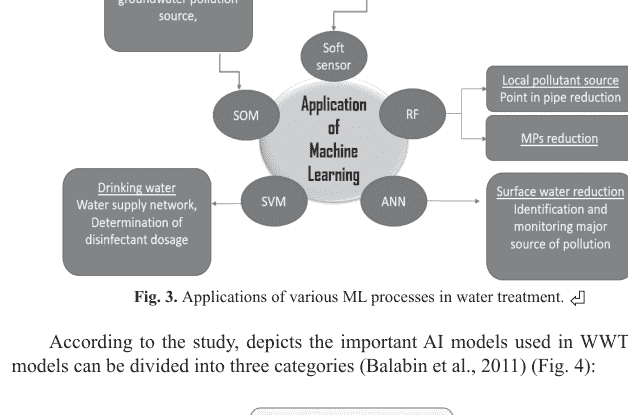 groundwater pollution
source,
Soft
sensor
Local pollutant source
Point in pipe reduction
SOM
Application
of
Machine
Learning
RF
MPs reduction
Drinking water
Water supply network,
Determination of
disinfectant dosage
SVM
ANN
Surface water reduction
Identification and
monitoring major
source of pollution
Fig. 3. Applications of various ML processes in water treatment.
According to the study, depicts the important AI models used in WWT
models can be divided into three categories (Balabin et al., 2011) (Fig. 4):